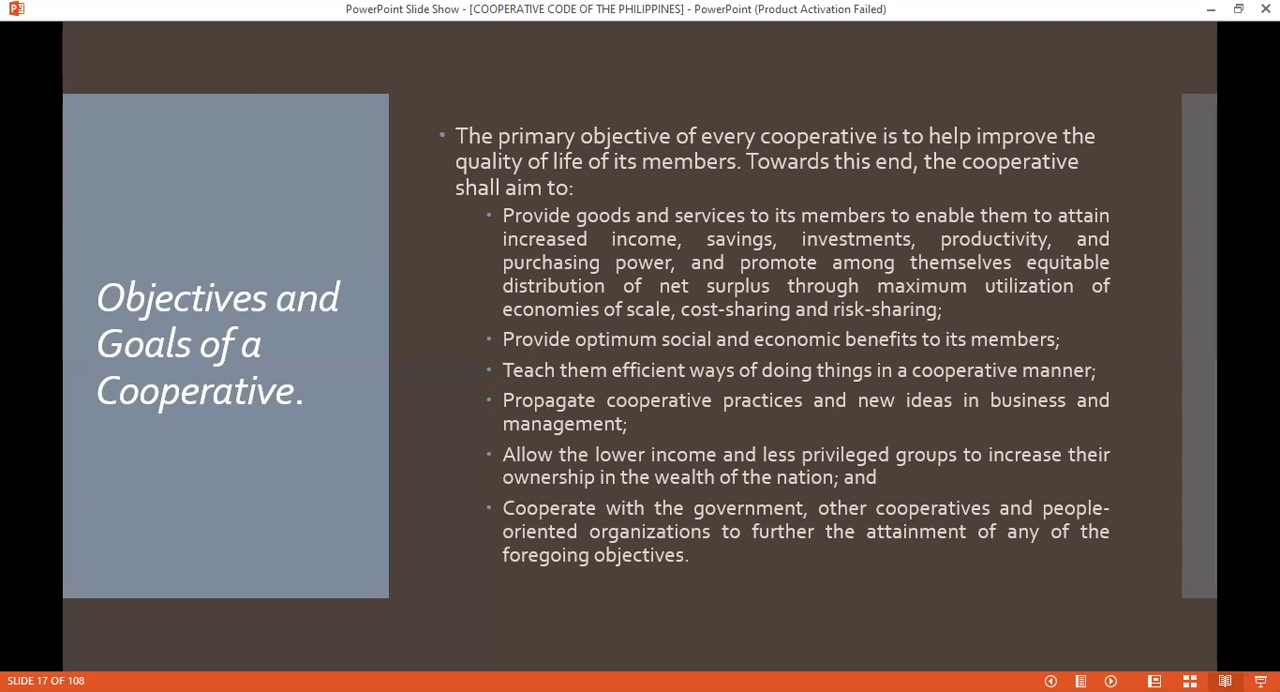 PowerPoint Slide Show - [COOPERATIVE CODE OF THE PHILIPPINES] - PowerPoint (Product Activation Failed)
Objectives and
Goals of a
Cooperative.
• The primary objective of every cooperative is to help improve the
quality of life of its members. Towards this end, the cooperative
shall aim to:
• Provide goods and services to its members to enable them to attain
increased income, savings, investments, productivity, and
purchasing power, and promote among themselves equitable
distribution of net surplus through maximum utilization of
economies of scale, cost-sharing and risk-sharing;
• Provide optimum social and economic benefits to its members;
• Teach them efficient ways of doing things in a cooperative manner;
• Propagate cooperative practices and new ideas in business and
management;
• Allow the lower income and less privileged groups to increase their
ownership in the wealth of the nation; and
• Cooperate with the government, other cooperatives and people-
oriented organizations to further the attainment of any of the
foregoing objectives.
SLIDE 17 OF 108